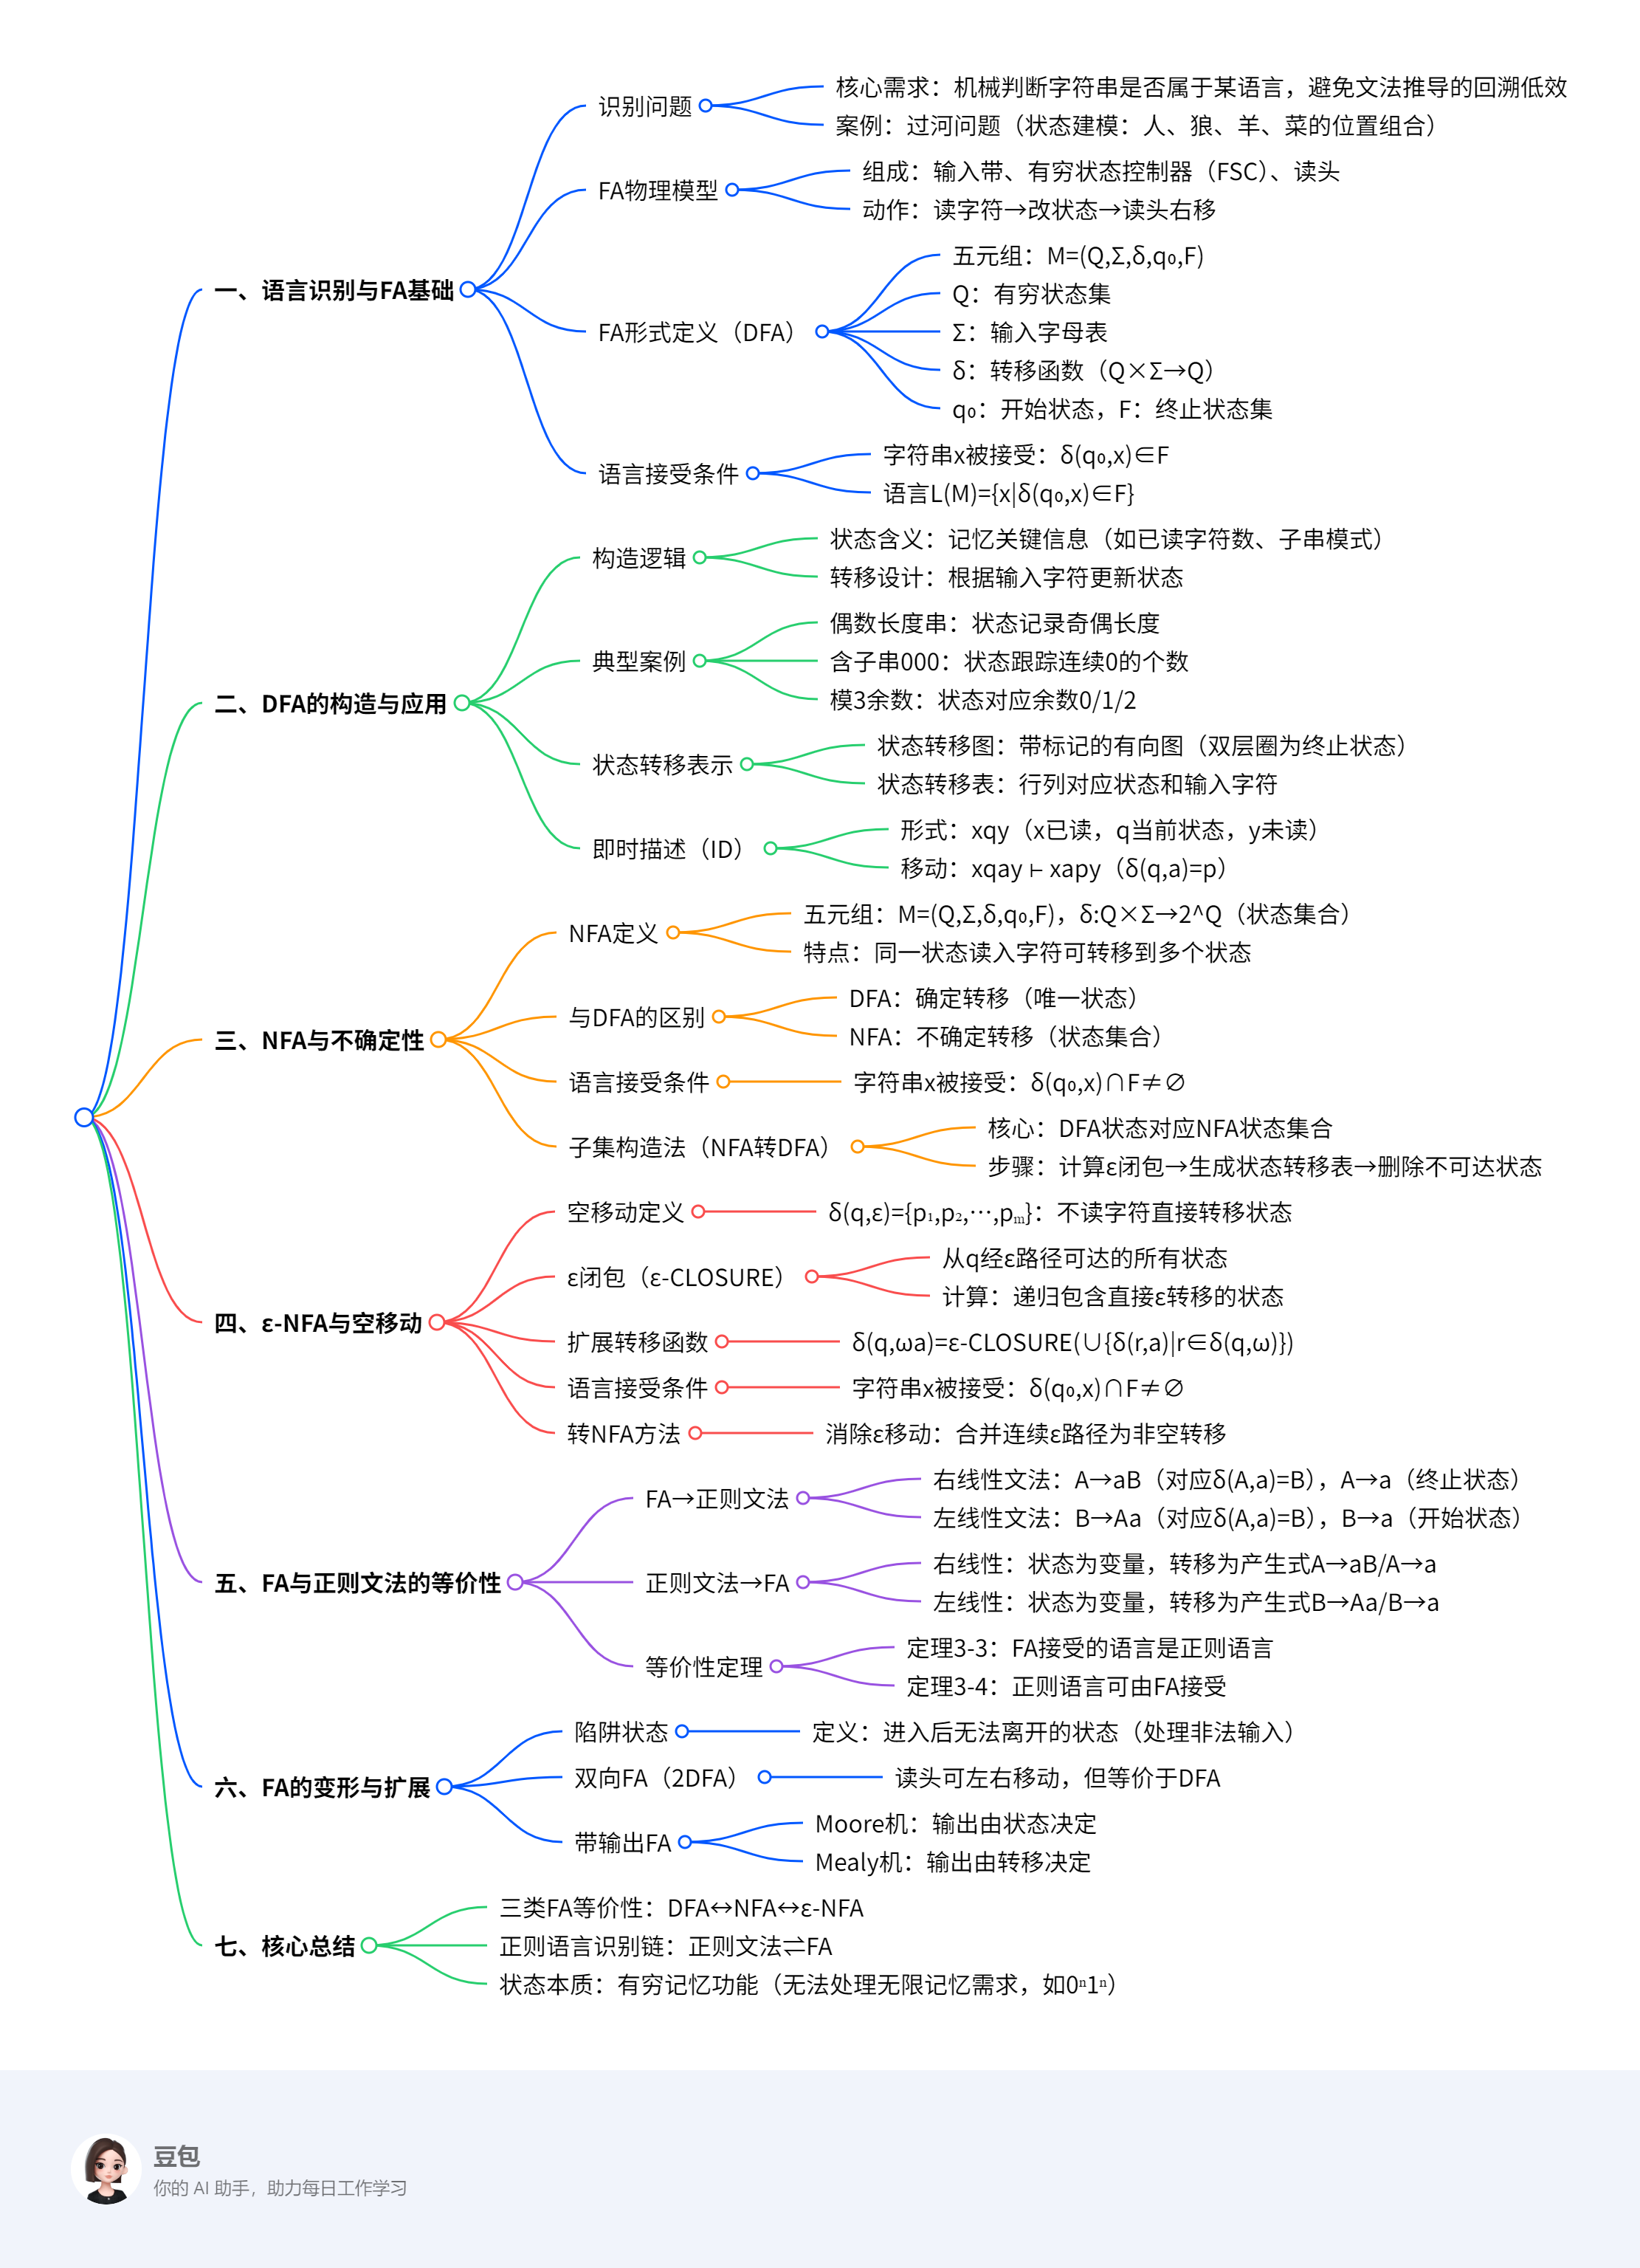 一、语言识别与FA基础
识别问题
核心需求：机械判断字符串是否属于某语言，避免文法推导的回溯低效
案例：过河问题（状态建模：人、狼、羊、菜的位置组合）
FA物理模型
组成：输入带、有穷状态控制器（FSC）、读头
动作：读字符→改状态→读头右移
FA形式定义（DFA）
五元组：M=(Q,Σ,δ,q₀,F)
Q：有穷状态集
Σ：输入字母表
δ：转移函数（Q×Σ→Q）
q₀：开始状态，F：终止状态集
语言接受条件
字符串x被接受：δ(q₀,x)∈F
语言L(M)={x|δ(q₀,x)∈F}
二、DFA的构造与应用
构造逻辑
状态含义：记忆关键信息（如已读字符数、子串模式）
转移设计：根据输入字符更新状态
典型案例
偶数长度串：状态记录奇偶长度
含子串000：状态跟踪连续0的个数
模3余数：状态对应余数0/1/2
状态转移表示
状态转移图：带标记的有向图（双层圈为终止状态）
状态转移表：行列对应状态和输入字符
即时描述（ID）
形式：xqy（x已读，q当前状态，y未读）
移动：xqay ⊢ xapy（δ(q,a)=p）
三、NFA与不确定性
NFA定义
五元组：M=(Q,Σ,δ,q₀,F)，δ:Q×Σ→2^Q（状态集合）
特点：同一状态读入字符可转移到多个状态
与DFA的区别
DFA：确定转移（唯一状态）
NFA：不确定转移（状态集合）
语言接受条件
字符串x被接受：δ(q₀,x)∩F≠∅
子集构造法（NFA转DFA）
核心：DFA状态对应NFA状态集合
步骤：计算ε闭包→生成状态转移表→删除不可达状态
四、ε-NFA与空移动
空移动定义
δ(q,ε)={p₁,p₂,…,pₘ}：不读字符直接转移状态
ε闭包（ε-CLOSURE）
从q经ε路径可达的所有状态
计算：递归包含直接ε转移的状态
扩展转移函数
δ(q,ωa)=ε-CLOSURE(∪{δ(r,a)|r∈δ(q,ω)})
语言接受条件
字符串x被接受：δ(q₀,x)∩F≠∅
转NFA方法
消除ε移动：合并连续ε路径为非空转移
五、FA与正则文法的等价性
FA→正则文法
右线性文法：A→aB（对应δ(A,a)=B），A→a（终止状态）
左线性文法：B→Aa（对应δ(A,a)=B），B→a（开始状态）
正则文法→FA
右线性：状态为变量，转移为产生式A→aB/A→a
左线性：状态为变量，转移为产生式B→Aa/B→a
等价性定理
定理3-3：FA接受的语言是正则语言
定理3-4：正则语言可由FA接受
六、FA的变形与扩展
陷阱状态
定义：进入后无法离开的状态（处理非法输入）
双向FA（2DFA）
读头可左右移动，但等价于DFA
带输出FA
Moore机：输出由状态决定
Mealy机：输出由转移决定
七、核心总结
三类FA等价性：DFA↔NFA↔ε-NFA
正则语言识别链：正则文法⇌FA
状态本质：有穷记忆功能（无法处理无限记忆需求，如0ⁿ1ⁿ）
豆包
你的 AI 助手，助力每日工作学习